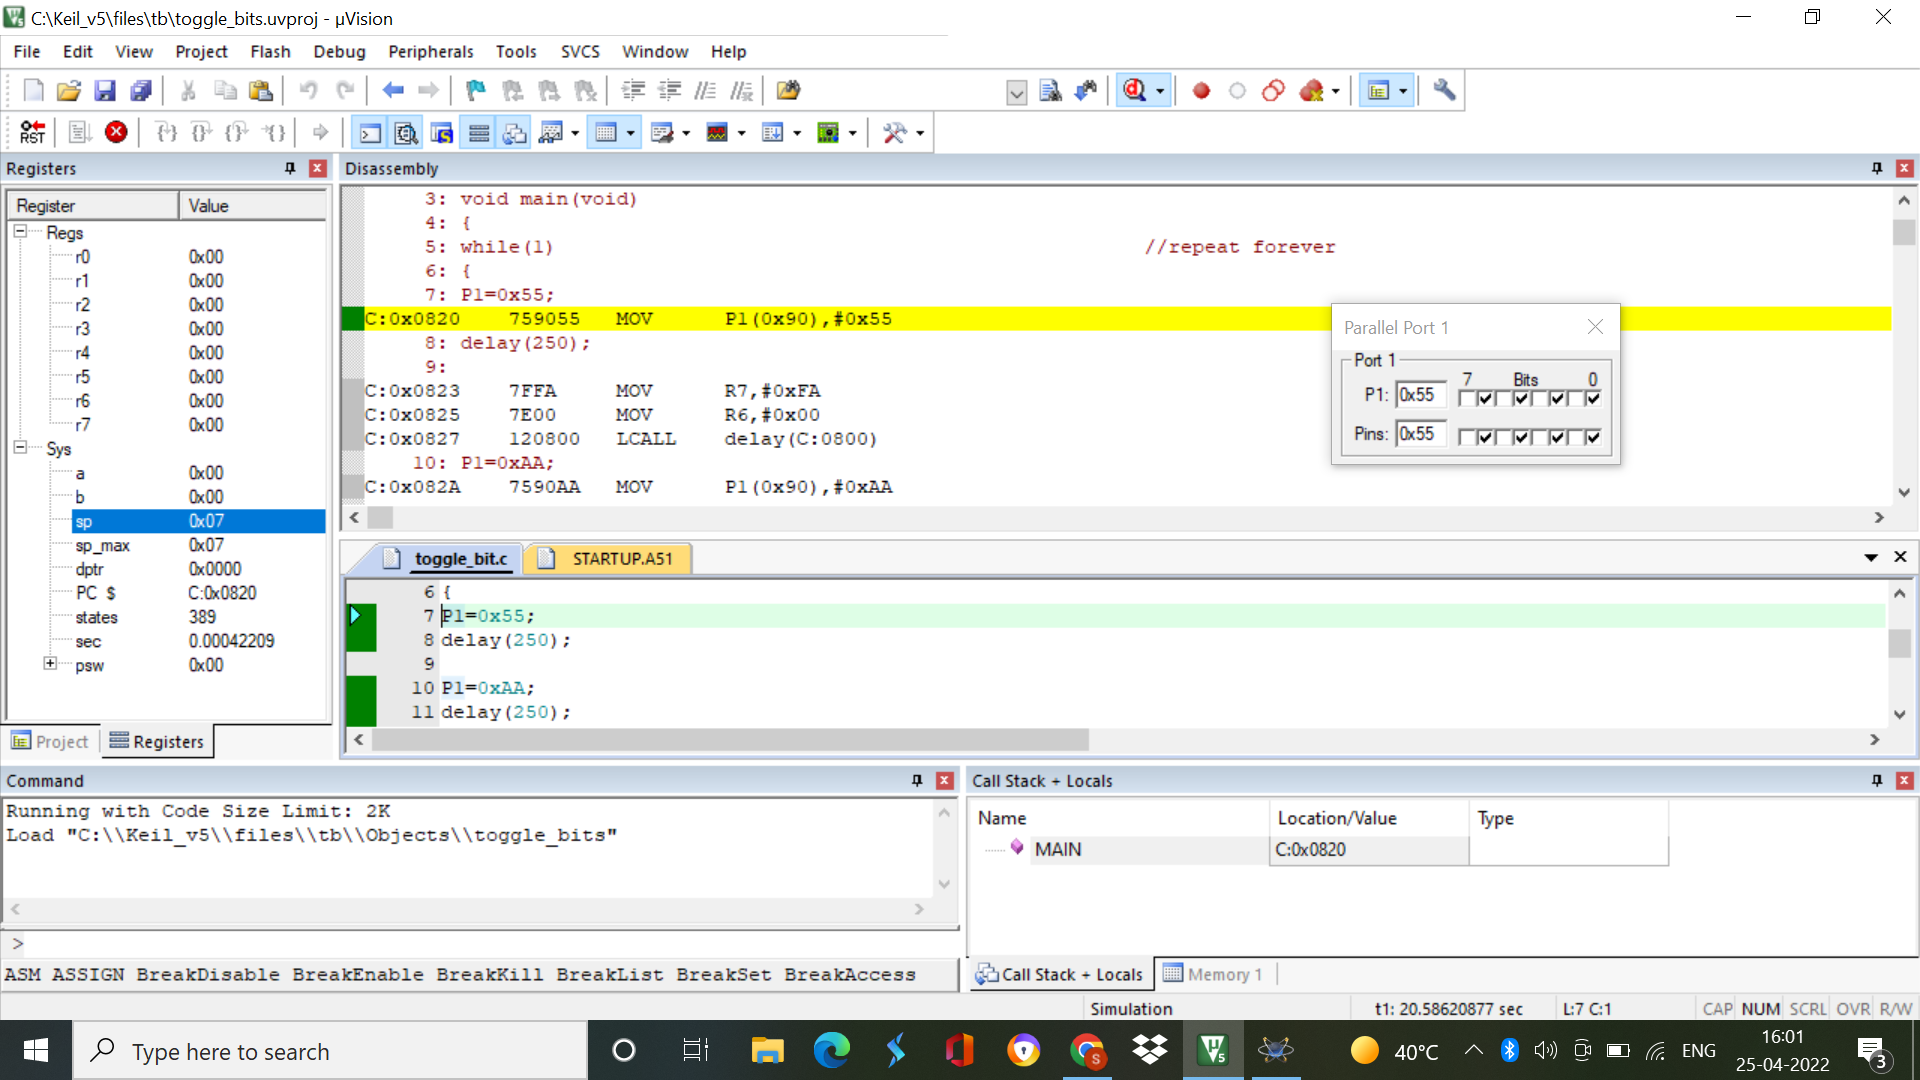 C:\Keil_v5\files\tb\toggle_bits.uvproj - µVision
File Edit View Project Flash Debug Peripherals Tools SVCS Window Help
RST
Registers
Register Value
Regs
r0 0x00
r1 0x00
r2 0x00
r3 0x00
r4 0x00
r5 0x00
r6 0x00
r7 0x00
Sys
a 0x00
b 0x00
sp 0x07
sp_max 0x07
dptr 0x0000
PC $ C:0x0820
states 389
sec 0.00042209
psw 0x00
Project Registers
Disassembly
3: void main(void)
4: {
5: while(1) //repeat forever
6: {
7: P1=0x55;
C:0x0820 759055 MOV P1(0x90),#0x55
8: delay(250);
9:
C:0x0823 7FFA MOV R7,#0xFA
C:0x0825 7E00 MOV R6,#0x00
C:0x0827 120800 LCALL delay(C:0800)
10: P1=0xAA;
C:0x082A 7590AA MOV P1(0x90),#0xAA
Parallel Port 1
Port 1
7 Bits 0
P1: 0x55
Pins: 0x55
toggle_bit.c STARTUP.A51
6 {
7 P1=0x55;
8 delay(250);
9
10 P1=0xAA;
11 delay(250);
Command
Running with Code Size Limit: 2K
Load "C:\\Keil_v5\\files\\tb\\Objects\\toggle_bits"
>
ASM ASSIGN BreakDisable BreakEnable BreakKill BreakList BreakSet BreakAccess
Call Stack + Locals
Name Location/Value Type
MAIN C:0x0820
Call Stack + Locals Memory 1
Simulation t1: 20.58620877 sec L:7 C:1 CAP NUM SCRL OVR R/W
Type here to search
40°C ENG
16:01
25-04-2022
3